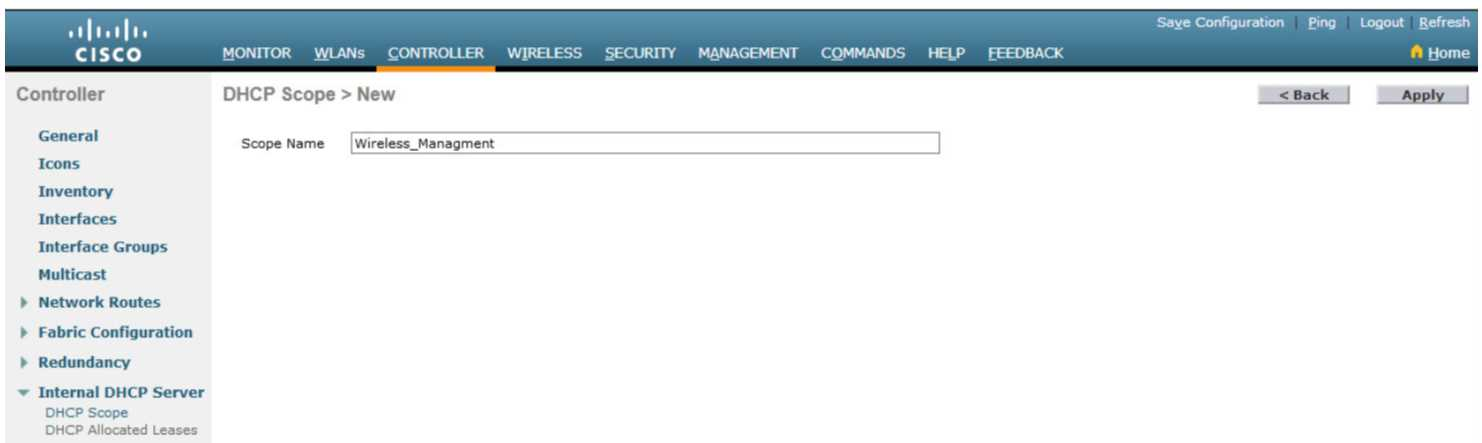 Save Configuration | Ping | Logout | Refresh
CISCO MONITOR WLANs CONTROLLER WIRELESS SECURITY MANAGEMENT COMMANDS HELP FEEDBACK Home
Controller
General
Icons
Inventory
Interfaces
Interface Groups
Multicast
Network Routes
Fabric Configuration
Redundancy
Internal DHCP Server
DHCP Scope
DHCP Allocated Leases
DHCP Scope > New
< Back Apply
Scope Name Wireless_Managment